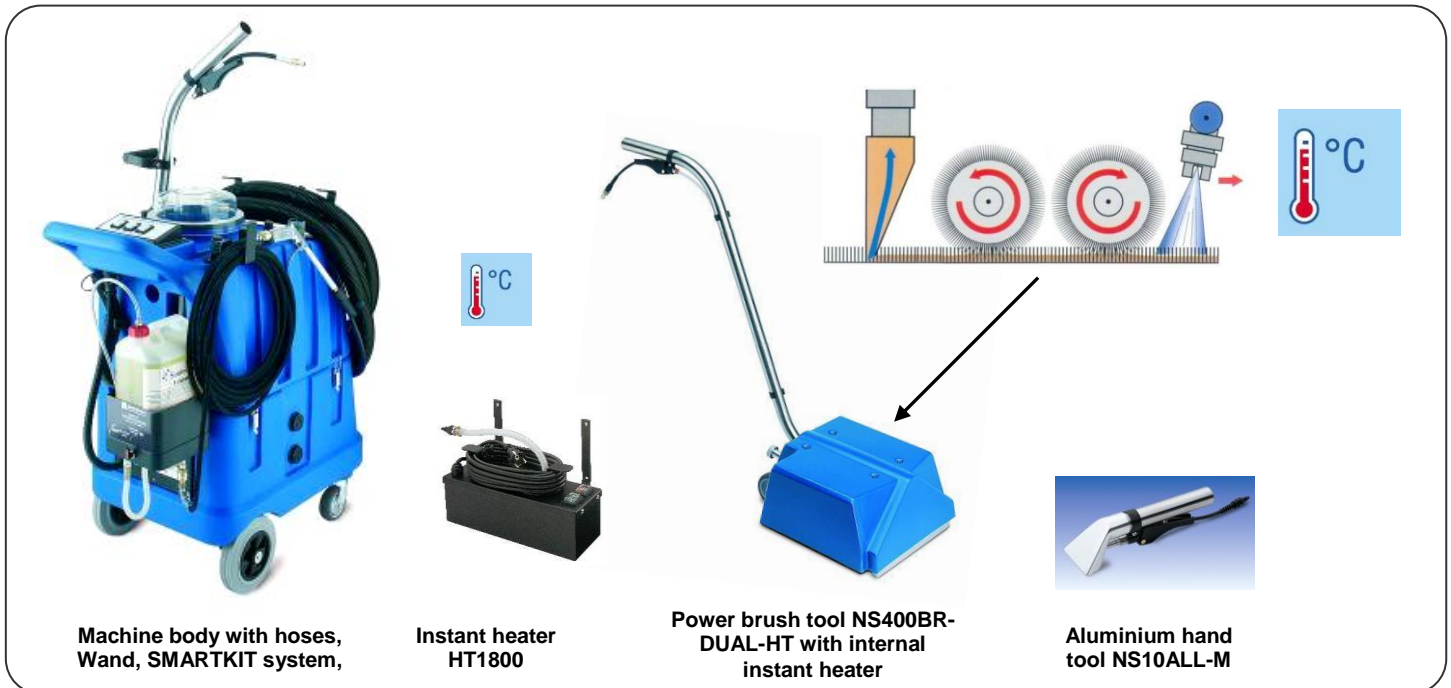 °C
°C
Machine body with hoses,
Wand, SMARTKIT system,
Instant heater
HT1800
Power brush tool NS400BR-
DUAL-HT with internal
instant heater
Aluminium hand
tool NS10ALL-M